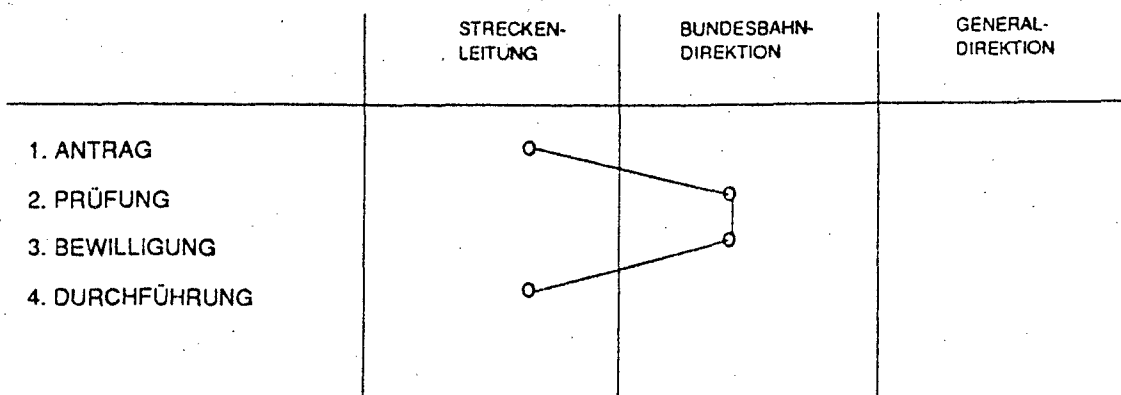 STRECKEN-
LEITUNG
BUNDESBAHN-
DIREKTION
GENERAL-
DIREKTION
1. ANTRAG
2. PRÜFUNG
3. BEWILLIGUNG
4. DURCHFÜHRUNG